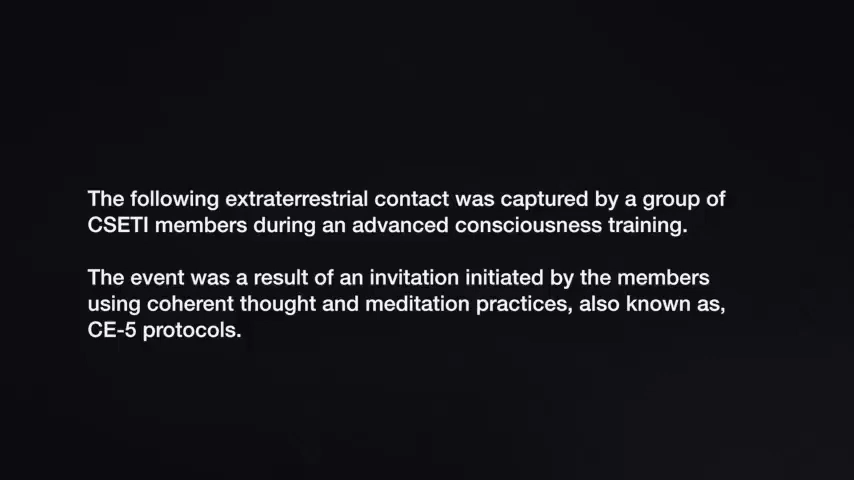 The following extraterrestrial contact was captured by a group of
CSETI members during an advanced consciousness training.
The event was a result of an invitation initiated by the members
using coherent thought and meditation practices, also known as,
CE-5 protocols.